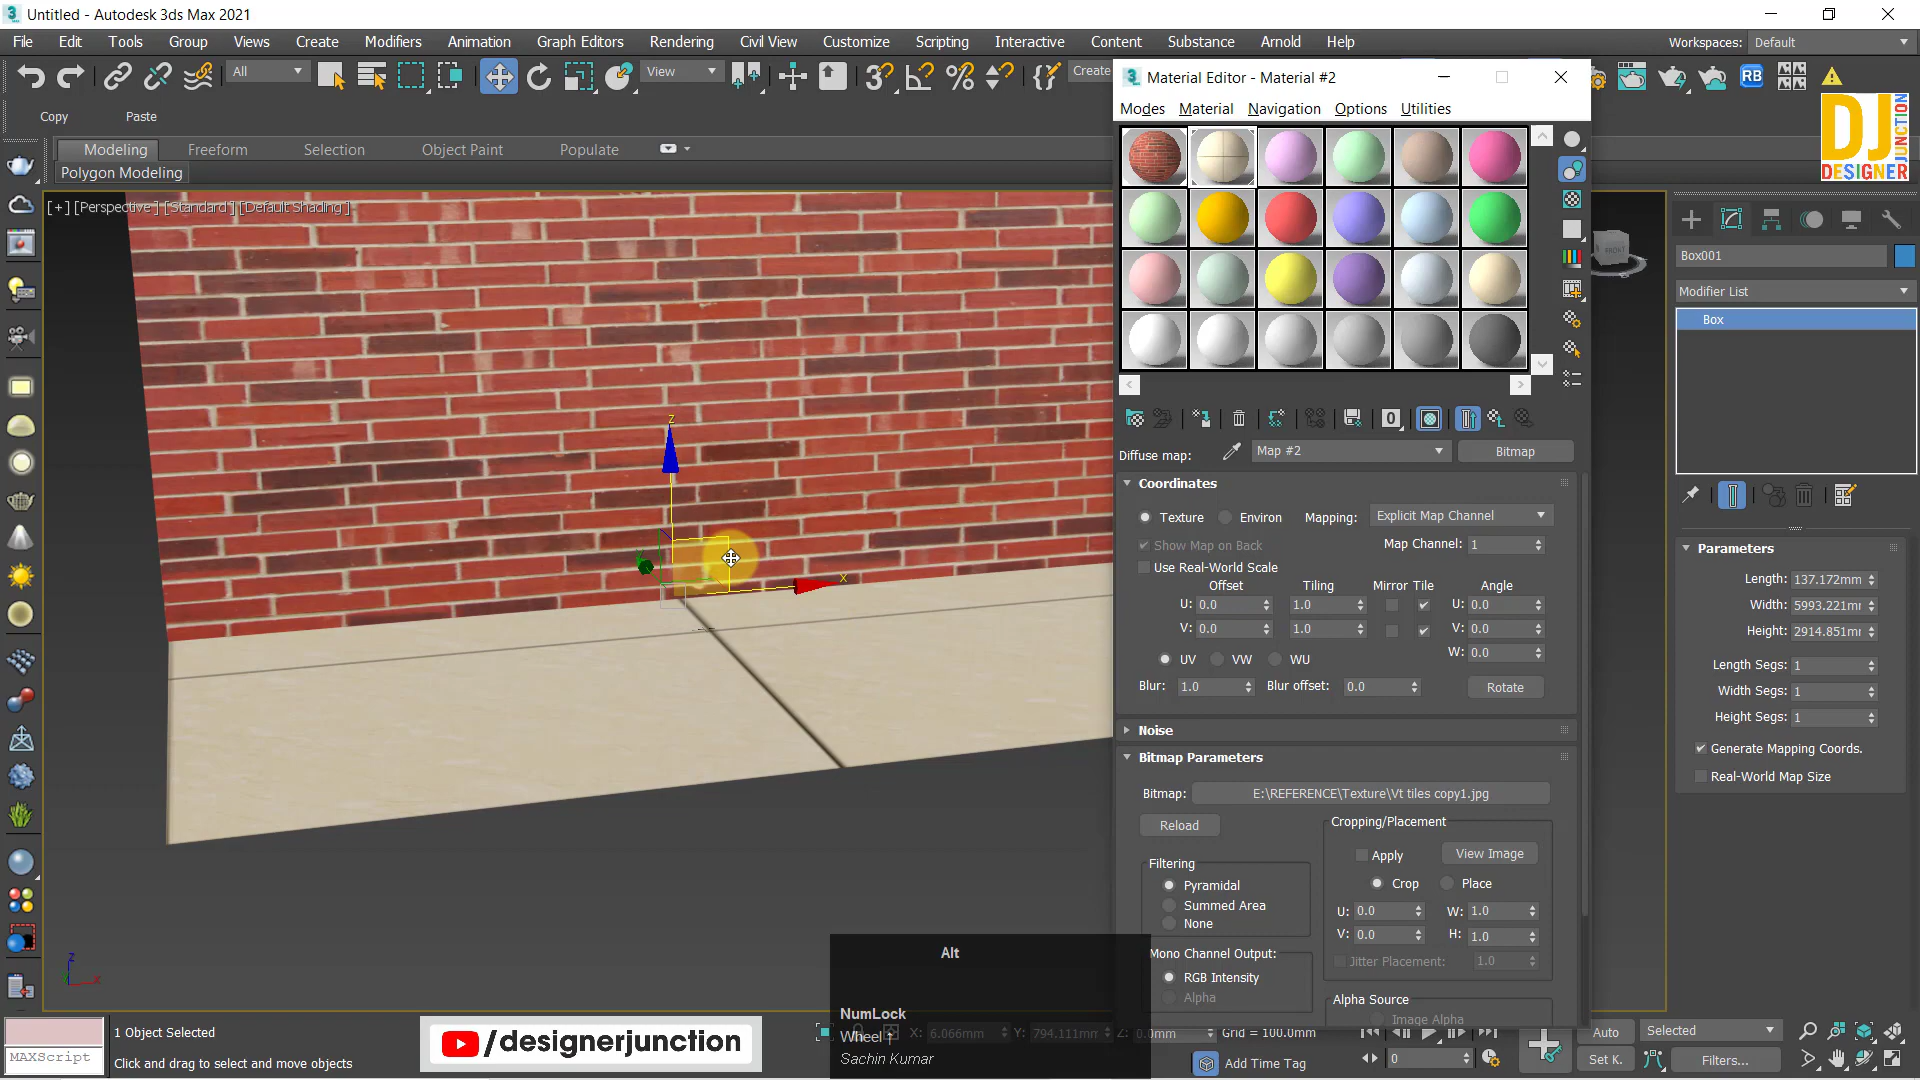 Untitled - Autodesk 3ds Max 2021
File Edit Tools Group Views Create Modifiers Animation Graph Editors Rendering Civil View Customize Scripting Interactive Content Substance Arnold Help
Workspaces: Default
All
View
Create
RB
Copy Paste
Modeling Freeform Selection Object Paint Populate
Polygon Modeling
[+] [Perspective] [Standard] [Default Shading]
Material Editor - Material #2
Modes Material Navigation Options Utilities
0
Diffuse map: Map #2 Bitmap
Coordinates
Texture Environ Mapping: Explicit Map Channel
Show Map on Back Map Channel: 1
Use Real-World Scale
Offset Tiling Mirror Tile Angle
U: 0.0 1.0 U: 0.0
V: 0.0 1.0 V: 0.0
W: 0.0
UV VW WU
Blur: 1.0 Blur offset: 0.0 Rotate
Noise
Bitmap Parameters
Bitmap: E:\REFERENCE\Texture\Vt tiles copy1.jpg
Reload
Cropping/Placement
Apply View Image
Crop Place
U: 0.0 W: 1.0
V: 0.0 H: 1.0
Jitter Placement: 1.0
Filtering
Pyramidal
Summed Area
None
Mono Channel Output:
RGB Intensity
Alpha
Alpha Source
Image Alpha
DJ
JUNCTION
DESIGNER
Box001
Modifier List
Box
Parameters
Length: 137.172mm
Width: 5993.221mm
Height: 2914.851mm
Length Segs: 1
Width Segs: 1
Height Segs: 1
Generate Mapping Coords.
Real-World Map Size
z
x
z
x
FRONT
Alt
NumLock
Wheel ↑
Sachin Kumar
1 Object Selected
MAXScript
Click and drag to select and move objects
/designerjunction
X: 6.066mm Y: 794.111mm Z: 0.0mm Grid = 100.0mm
Add Time Tag
0
Auto Selected
Set K. Filters...